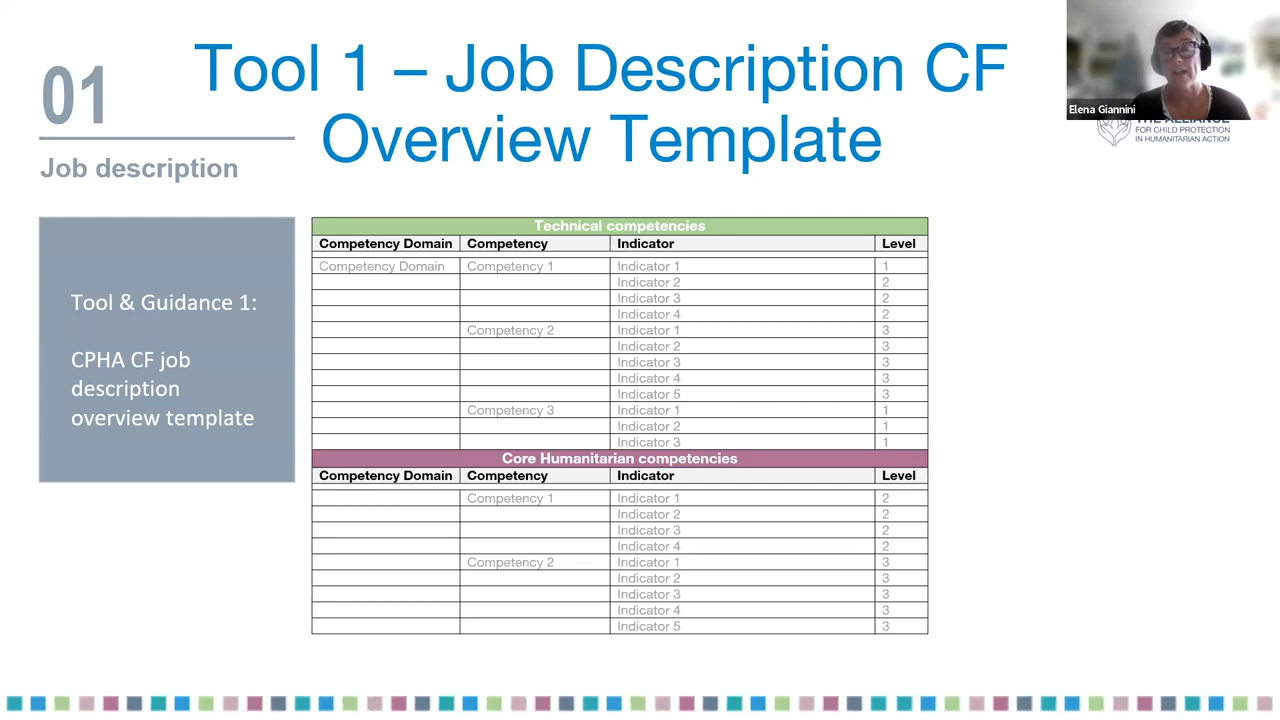 01
Job description
Tool 1 – Job Description CF
Overview Template
Elena Giannini
THE ALLIANCE
FOR CHILD PROTECTION
IN HUMANITARIAN ACTION
Tool & Guidance 1:
CPHA CF job
description
overview template
Technical competencies
Competency Domain Competency Indicator Level
Competency Domain Competency 1 Indicator 1 1
Indicator 2 2
Indicator 3 2
Indicator 4 2
Competency 2 Indicator 1 3
Indicator 2 3
Indicator 3 3
Indicator 4 3
Indicator 5 3
Competency 3 Indicator 1 1
Indicator 2 1
Indicator 3 1
Core Humanitarian competencies
Competency Domain Competency Indicator Level
Competency 1 Indicator 1 2
Indicator 2 2
Indicator 3 2
Indicator 4 2
Competency 2 Indicator 1 3
Indicator 2 3
Indicator 3 3
Indicator 4 3
Indicator 5 3